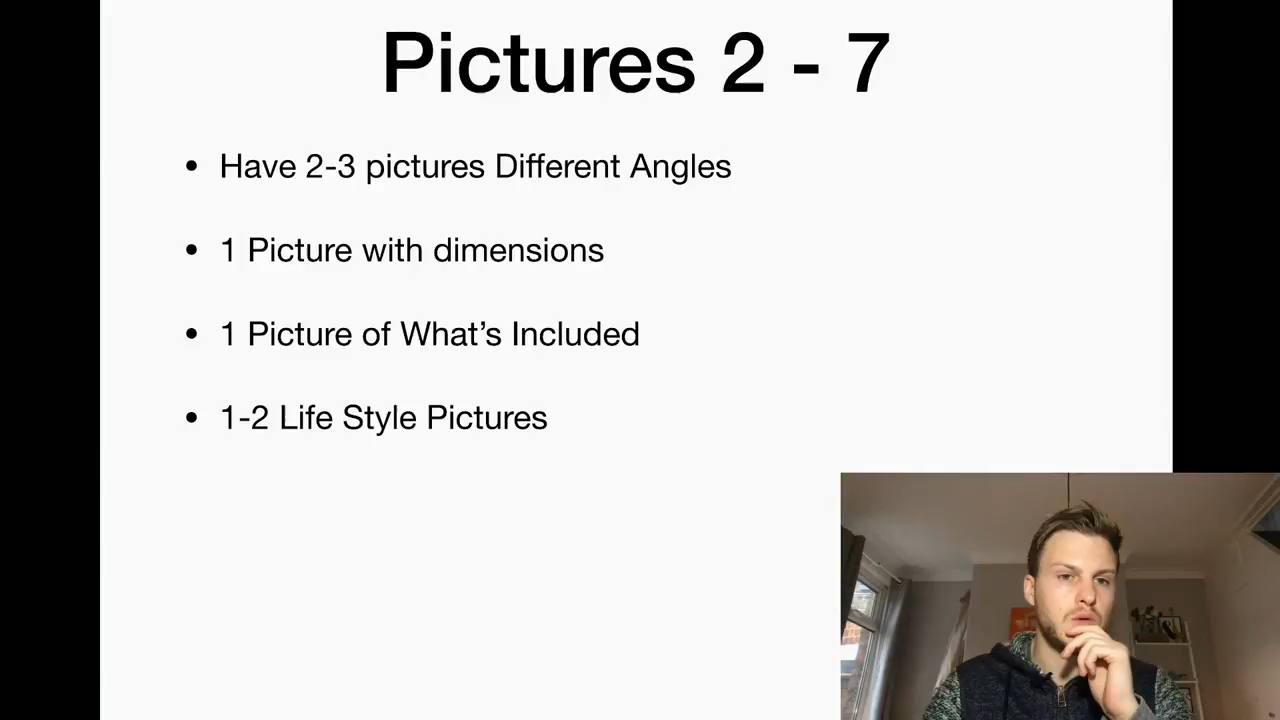 Pictures 2 - 7
• Have 2-3 pictures Different Angles
• 1 Picture with dimensions
• 1 Picture of What’s Included
• 1-2 Life Style Pictures